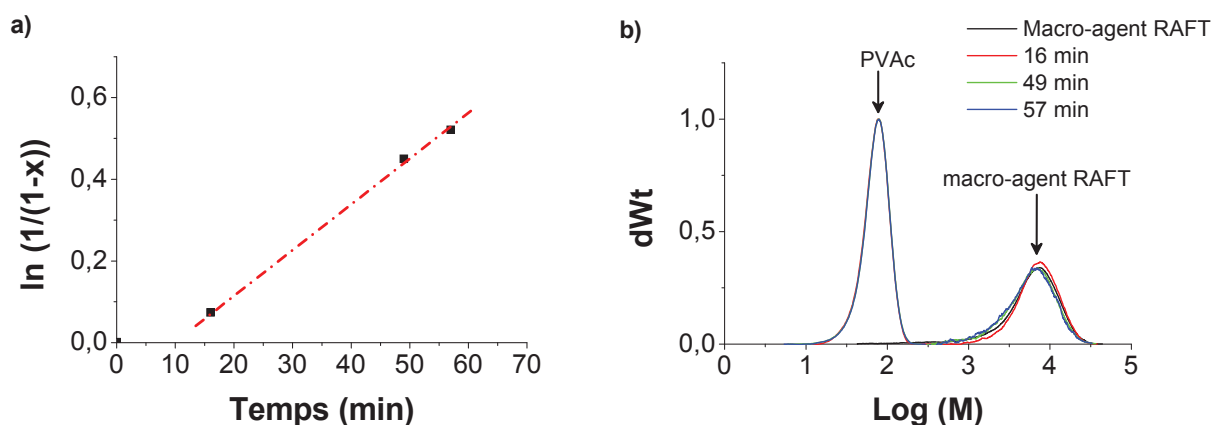 a)
ln (1/(1-x))
0,6
0,4
0,2
0,0
0 10 20 30 40 50 60 70
Temps (min)
b)
Macro-agent RAFT
16 min
49 min
57 min
PVAc
macro-agent RAFT
dWt
1,0
0,5
0,0
0 1 2 3 4 5
Log (M)